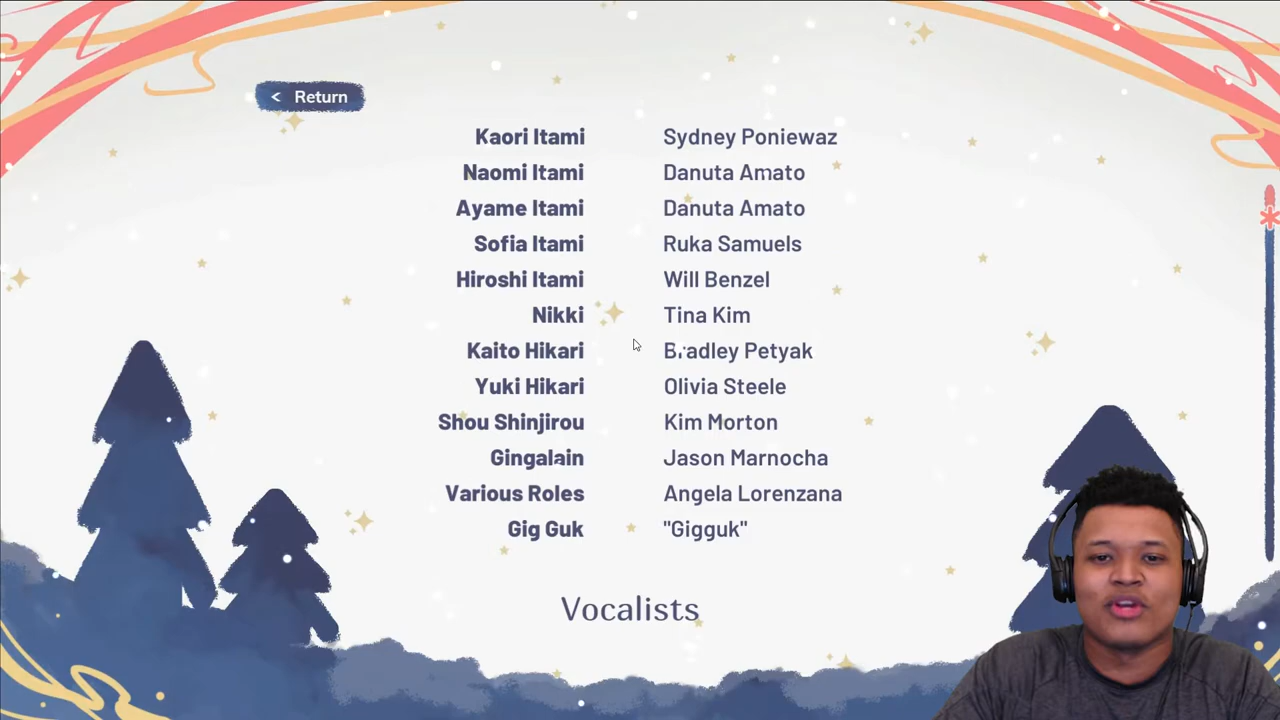 < Return
Kaori Itami Sydney Poniewaz
Naomi Itami Danuta Amato
Ayame Itami Danuta Amato
Sofia Itami Ruka Samuels
Hiroshi Itami Will Benzel
Nikki Tina Kim
Kaito Hikari Bradley Petyak
Yuki Hikari Olivia Steele
Shou Shinjirou Kim Morton
Gingalain Jason Marnocha
Various Roles Angela Lorenzana
Gig Guk "Gigguk"
Vocalists